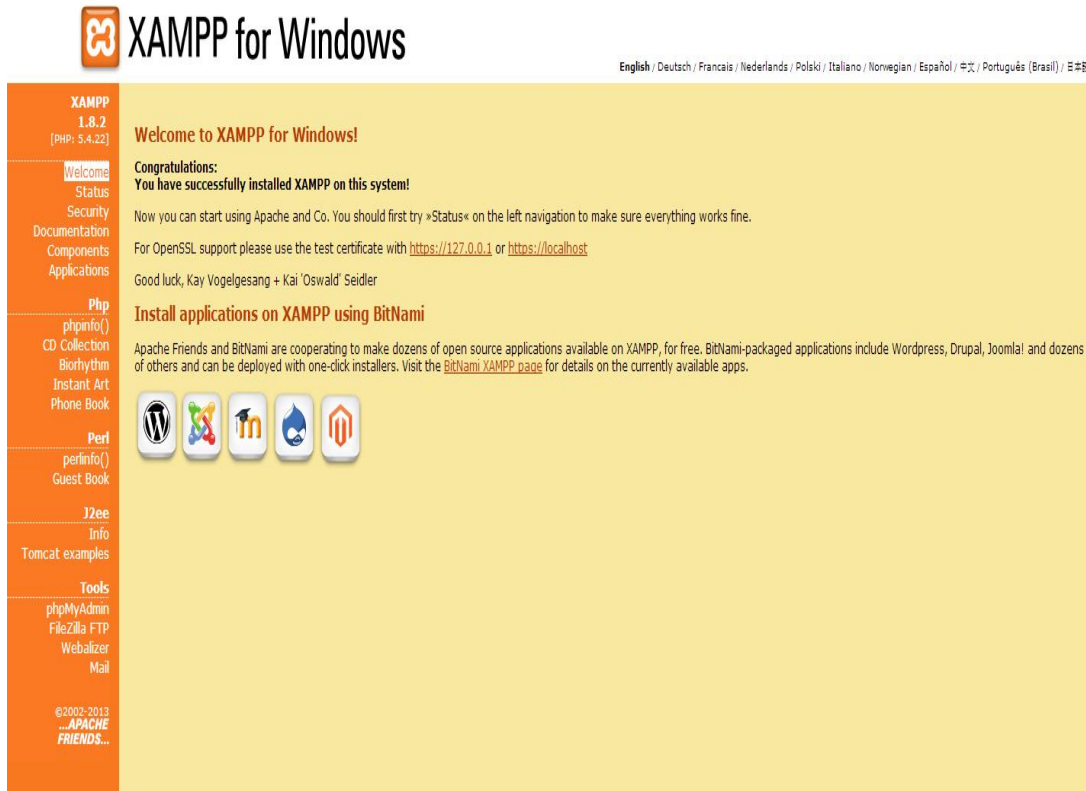 XAMPP for Windows
English / Deutsch / Francais / Nederlands / Polski / Italiano / Norwegian / Español / 中文 / Português (Brasil) / 日本語
XAMPP
1.8.2
[PHP: 5.4.22]
Welcome
Status
Security
Documentation
Components
Applications
Php
phpinfo()
CD Collection
Biorhythm
Instant Art
Phone Book
Perl
perlinfo()
Guest Book
J2ee
Info
Tomcat examples
Tools
phpMyAdmin
FileZilla FTP
Webalizer
Mail
©2002-2013
...APACHE
FRIENDS...
Welcome to XAMPP for Windows!
Congratulations:
You have successfully installed XAMPP on this system!
Now you can start using Apache and Co. You should first try »Status« on the left navigation to make sure everything works fine.
For OpenSSL support please use the test certificate with https://127.0.0.1 or https://localhost
Good luck, Kay Vogelgesang + Kai 'Oswald' Seidler
Install applications on XAMPP using BitNami
Apache Friends and BitNami are cooperating to make dozens of open source applications available on XAMPP, for free. BitNami-packaged applications include Wordpress, Drupal, Joomla! and dozens
of others and can be deployed with one-click installers. Visit the BitNami XAMPP page for details on the currently available apps.